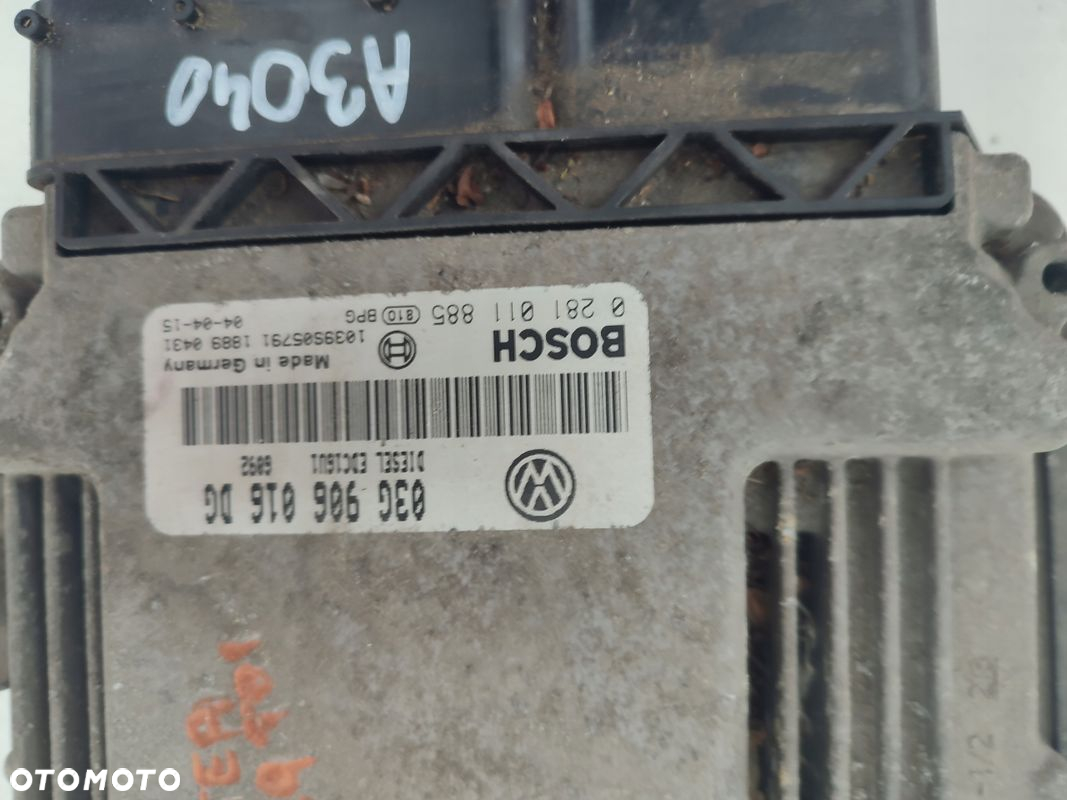 03G 906 016 DG
DIESEL EDC16U1 6092
BOSCH
Made in Germany
1039S05791 1889 0431
0 281 011 885 810 BPG 04-04-15
A3040
OTOMOTO